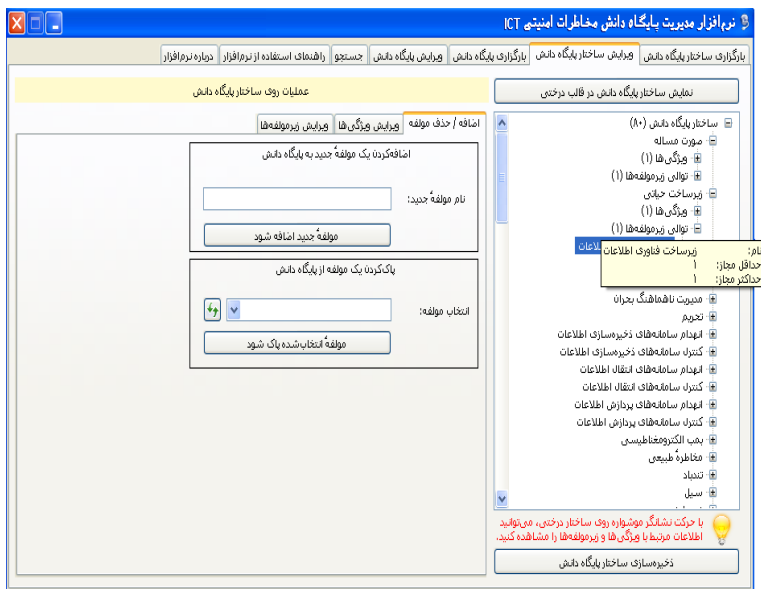 نرم‌افزار مدیریت پایگاه دانش مخاطرات امنیتی ICT
بارگزاری ساختار پایگاه دانش
ویرایش ساختار پایگاه دانش
بارگزاری پایگاه دانش
ویرایش پایگاه دانش
جستجو
راهنمای استفاده از نرم‌افزار
درباره نرم‌افزار
نمایش ساختار پایگاه دانش در قالب درختی
ساختار پایگاه دانش (۸۰)
صورت مساله
ویژگی‌ها (۱)
توالی زیرمولفه‌ها (۱)
زیرساخت حیاتی
ویژگی‌ها (۱)
توالی زیرمولفه‌ها (۱)
نام: زیرساخت فناوری اطلاعات
حداقل مجاز: ۱
حداکثر مجاز: ۱
مدیریت ناهماهنگ بحران
تحریم
انهدام سامانه‌های ذخیره‌سازی اطلاعات
کنترل سامانه‌های ذخیره‌سازی اطلاعات
انهدام سامانه‌های انتقال اطلاعات
کنترل سامانه‌های انتقال اطلاعات
انهدام سامانه‌های پردازش اطلاعات
کنترل سامانه‌های پردازش اطلاعات
بمب الکترومغناطیسی
مخاطرهٔ طبیعی
تندباد
سیل
با حرکت نشانگر موشواره روی ساختار درختی، می‌توانید
اطلاعات مرتبط با ویژگی‌ها و زیرمولفه‌ها را مشاهده کنید.
ذخیره‌سازی ساختار پایگاه دانش
عملیات روی ساختار پایگاه دانش
اضافه / حذف مولفه
ویرایش ویژگی‌ها
ویرایش زیرمولفه‌ها
اضافه‌کردن یک مولفهٔ جدید به پایگاه دانش
نام مولفهٔ جدید:
مولفهٔ جدید اضافه شود
پاک‌کردن یک مولفه از پایگاه دانش
انتخاب مولفه:
مولفهٔ انتخاب‌شده پاک شود